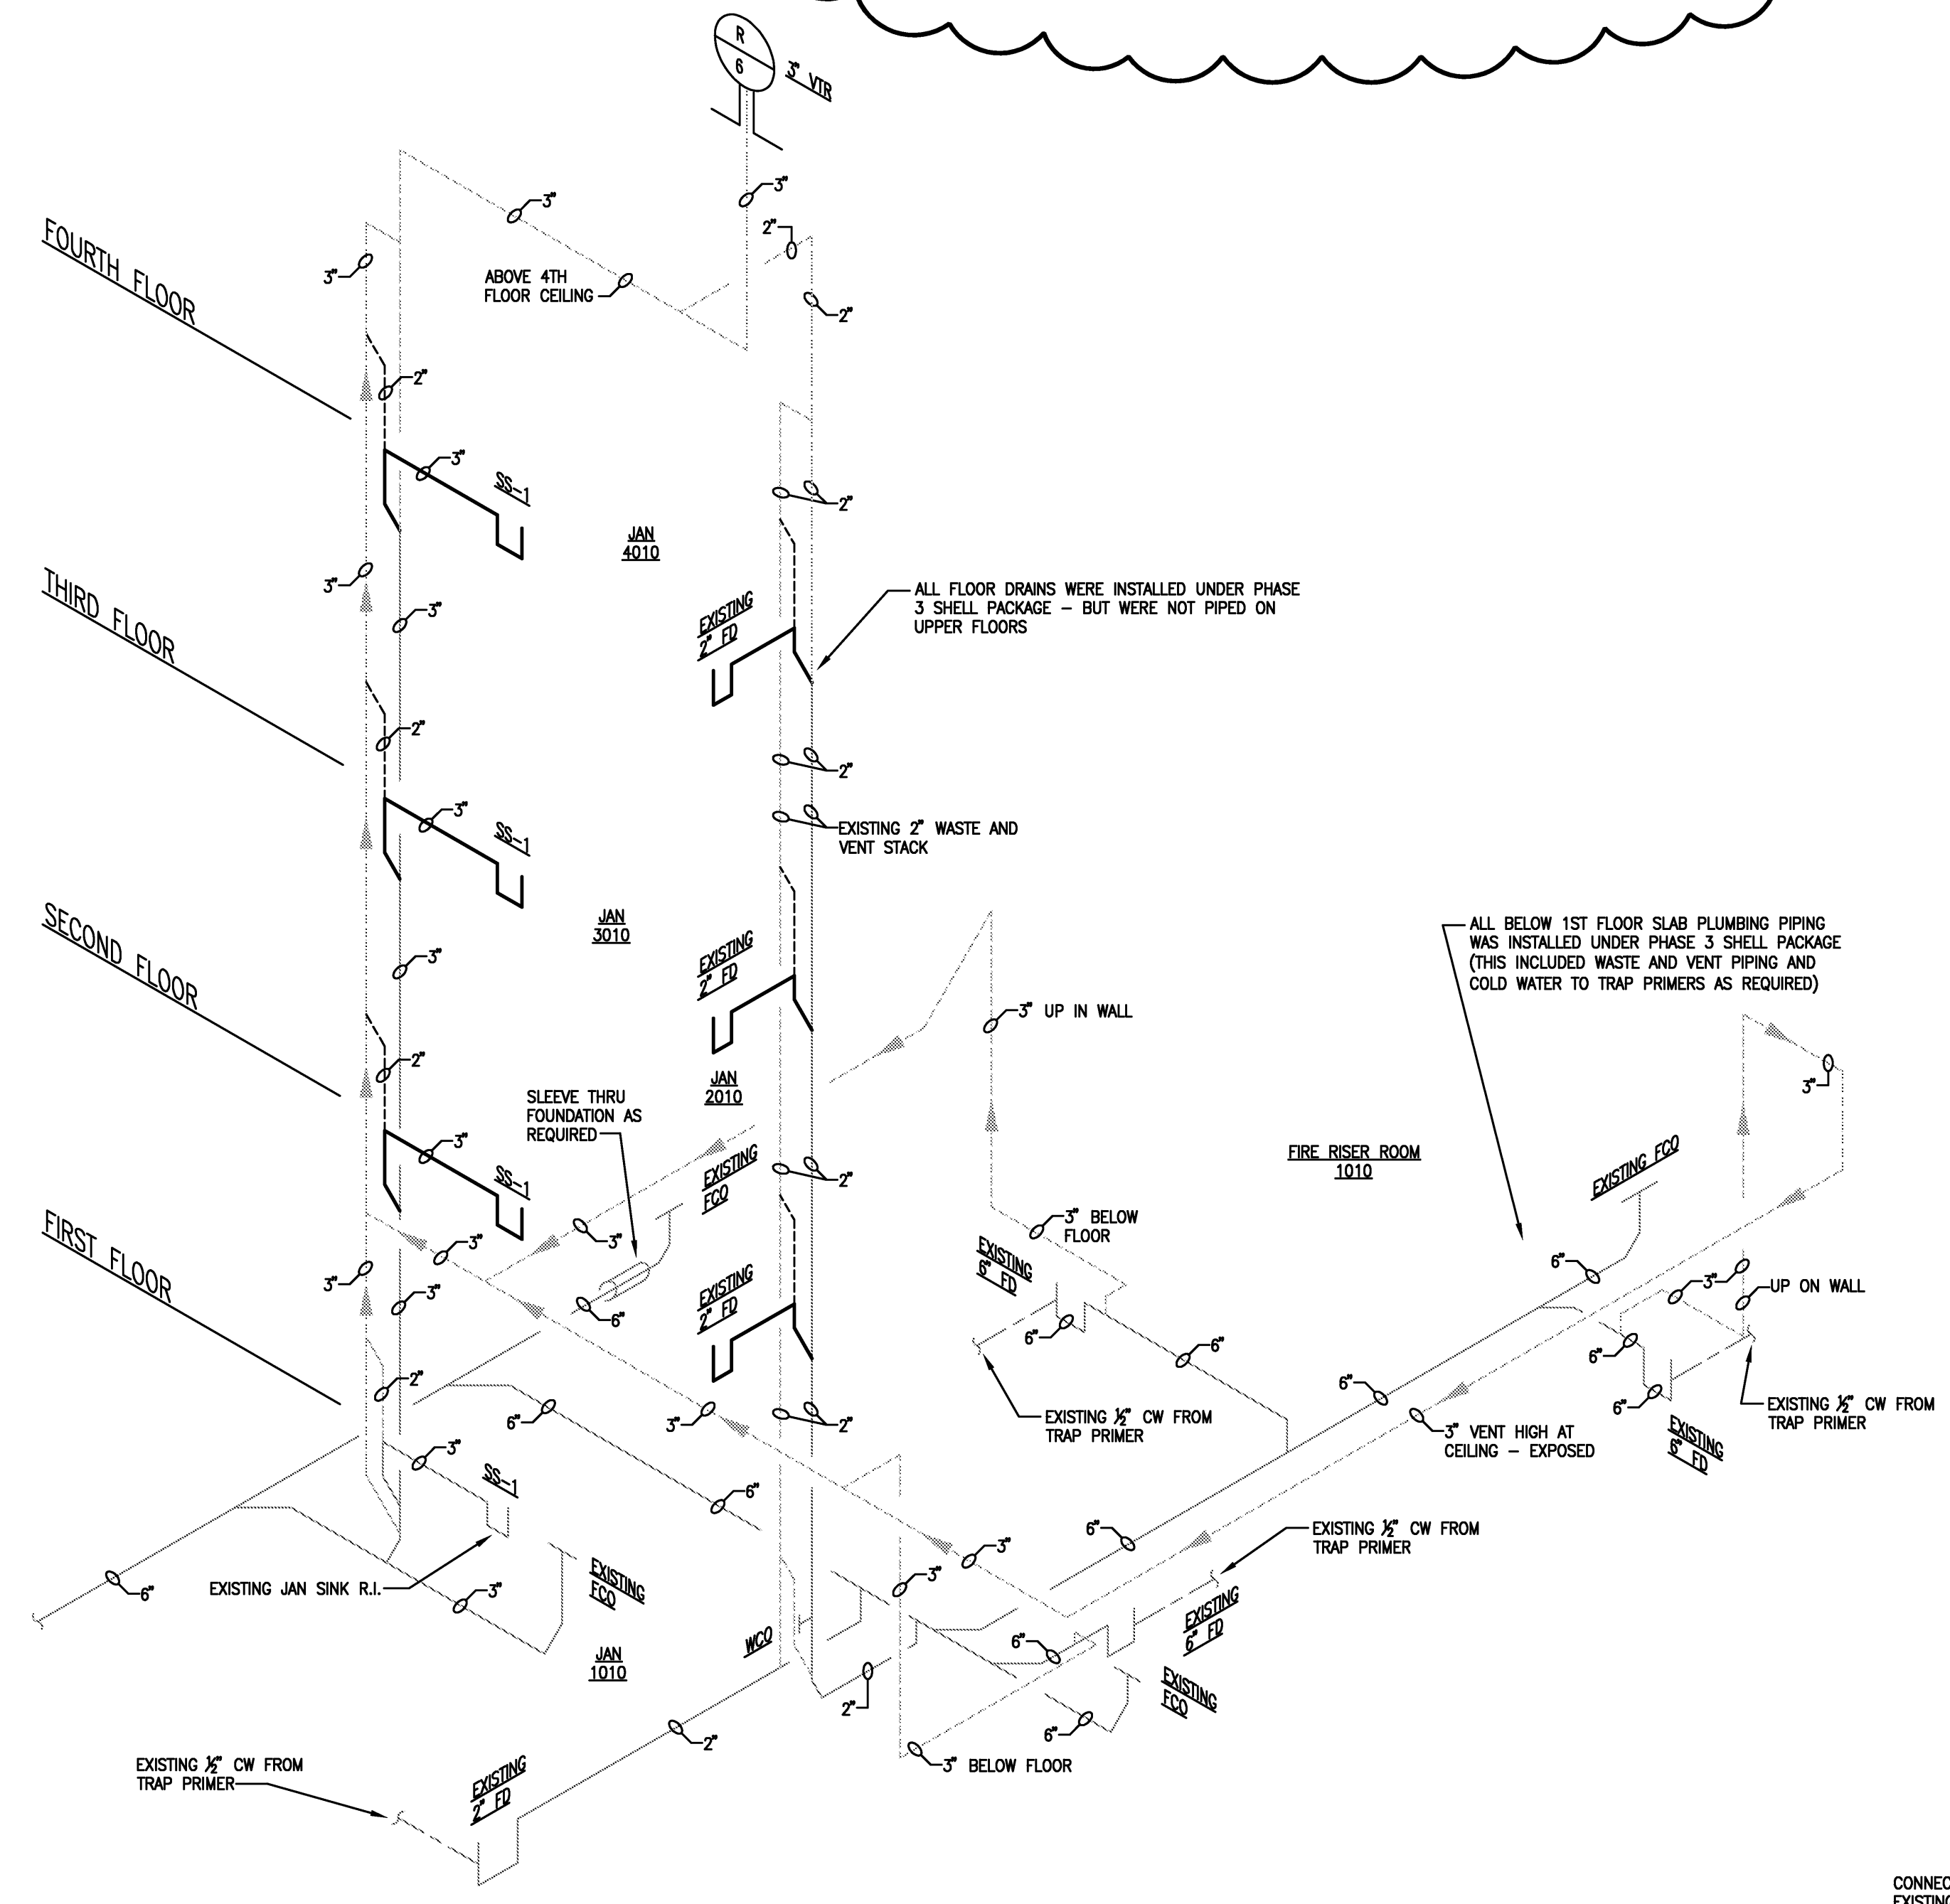 R
6
3" VTR
3"
3"
2"
FOURTH FLOOR
3"
ABOVE 4TH
FLOOR CEILING
2"
2"
3"
SS-1
2"
JAN
4010
THIRD FLOOR
3"
3"
EXISTING
2" FD
ALL FLOOR DRAINS WERE INSTALLED UNDER PHASE
3 SHELL PACKAGE - BUT WERE NOT PIPED ON
UPPER FLOORS
2"
2"
3"
SS-1
EXISTING 2" WASTE AND
VENT STACK
SECOND FLOOR
JAN
3010
3"
EXISTING
2" FD
ALL BELOW 1ST FLOOR SLAB PLUMBING PIPING
WAS INSTALLED UNDER PHASE 3 SHELL PACKAGE
(THIS INCLUDED WASTE AND VENT PIPING AND
COLD WATER TO TRAP PRIMERS AS REQUIRED)
3" UP IN WALL
2"
JAN
2010
3"
SLEEVE THRU
FOUNDATION AS
REQUIRED
3"
SS-1
EXISTING
FCO
2"
FIRE RISER ROOM
1010
EXISTING FCO
FIRST FLOOR
3"
3"
3" BELOW
FLOOR
EXISTING
6" FD
6"
3"
UP ON WALL
3"
3"
6"
EXISTING
2" FD
6"
6"
6"
6"
2"
6"
3"
2"
EXISTING ½" CW FROM
TRAP PRIMER
6"
3" VENT HIGH AT
CEILING - EXPOSED
EXISTING ½" CW FROM
TRAP PRIMER
EXISTING
6" FD
3"
SS-1
6"
6"
EXISTING ½" CW FROM
TRAP PRIMER
3"
3"
6"
EXISTING JAN SINK R.I.
3"
EXISTING
FCO
JAN
1010
WCO
6"
EXISTING
6" FD
EXISTING
FCO
2"
6"
2"
3" BELOW FLOOR
EXISTING ½" CW FROM
TRAP PRIMER
EXISTING
2" FD
CONNEC
EXISTING